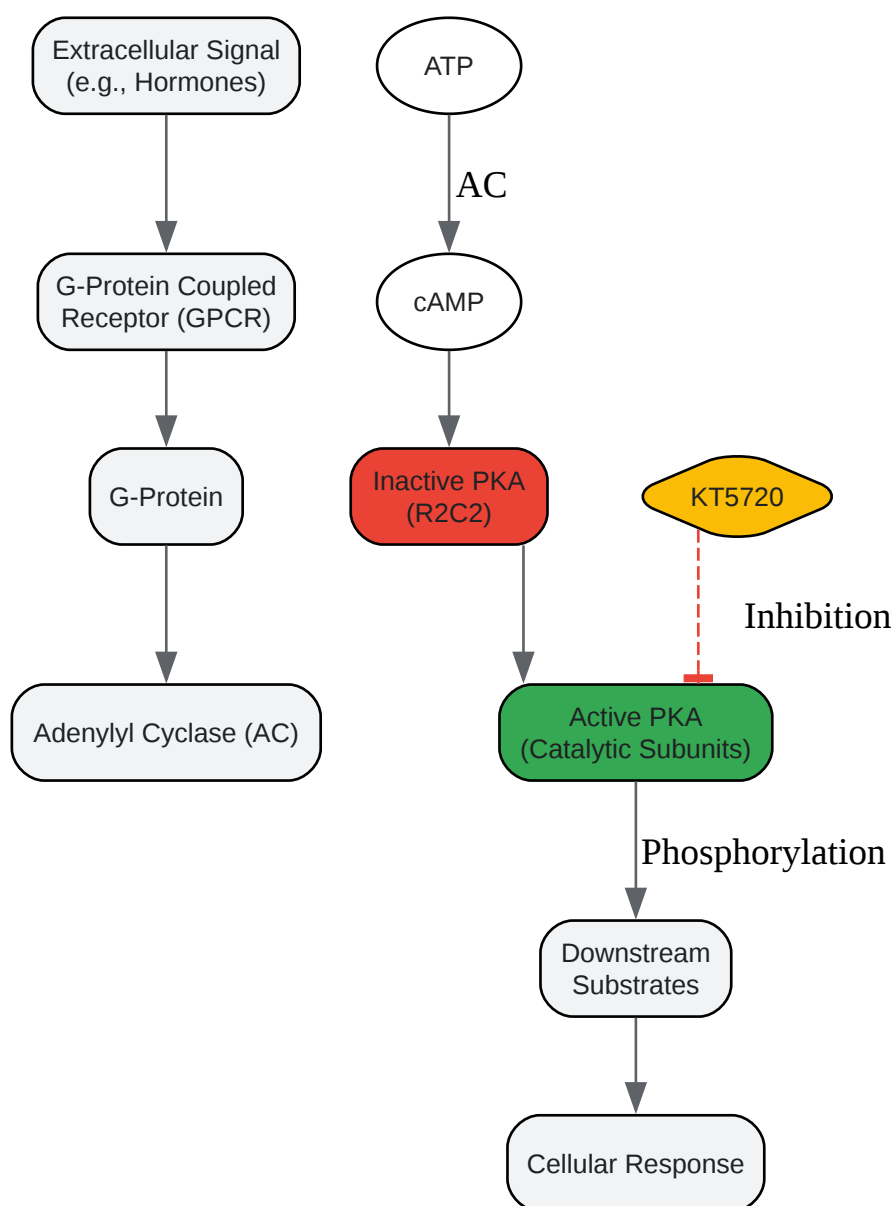 Extracellular Signal
(e.g., Hormones)
ATP
AC
G-Protein Coupled
Receptor (GPCR)
cAMP
G-Protein
Inactive PKA
(R2C2)
KT5720
Inhibition
Adenylyl Cyclase (AC)
Active PKA
(Catalytic Subunits)
Phosphorylation
Downstream
Substrates
Cellular Response